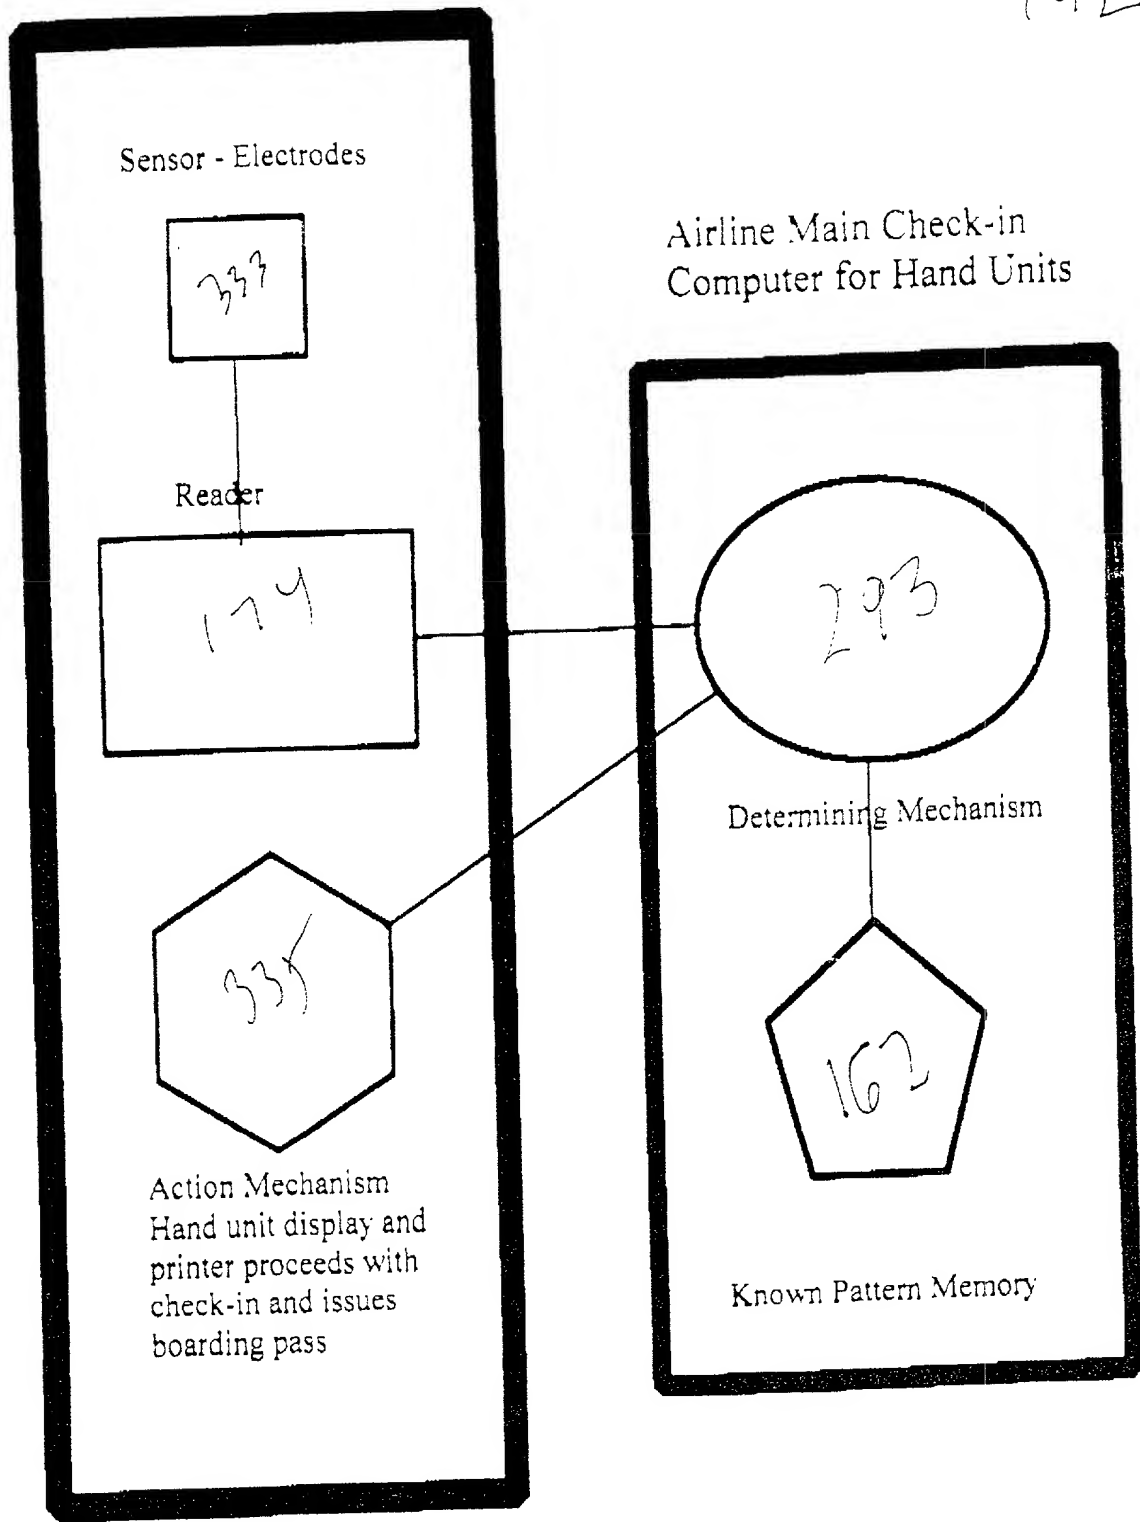 Sensor - Electrodes
333
Reader
174
Action Mechanism
Hand unit display and
printer proceeds with
check-in and issues
boarding pass
Airline Main Check-in
Computer for Hand Units
293
Determining Mechanism
162
Known Pattern Memory